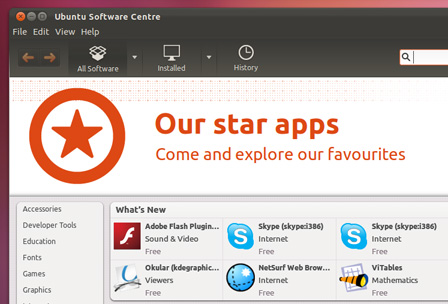 Ubuntu Software Centre
File Edit View Help
All Software Installed History
Our star apps
Come and explore our favourites
Accessories
Developer Tools
Education
Fonts
Games
Graphics
What's New
Adobe Flash Plugin...
Sound & Video
Free
Skype (skype:i386)
Internet
Free
Skype (skype:i386)
Internet
Free
Okular (kdegraphic...
Viewers
Free
NetSurf Web Brow...
Internet
Free
ViTables
Mathematics
Free